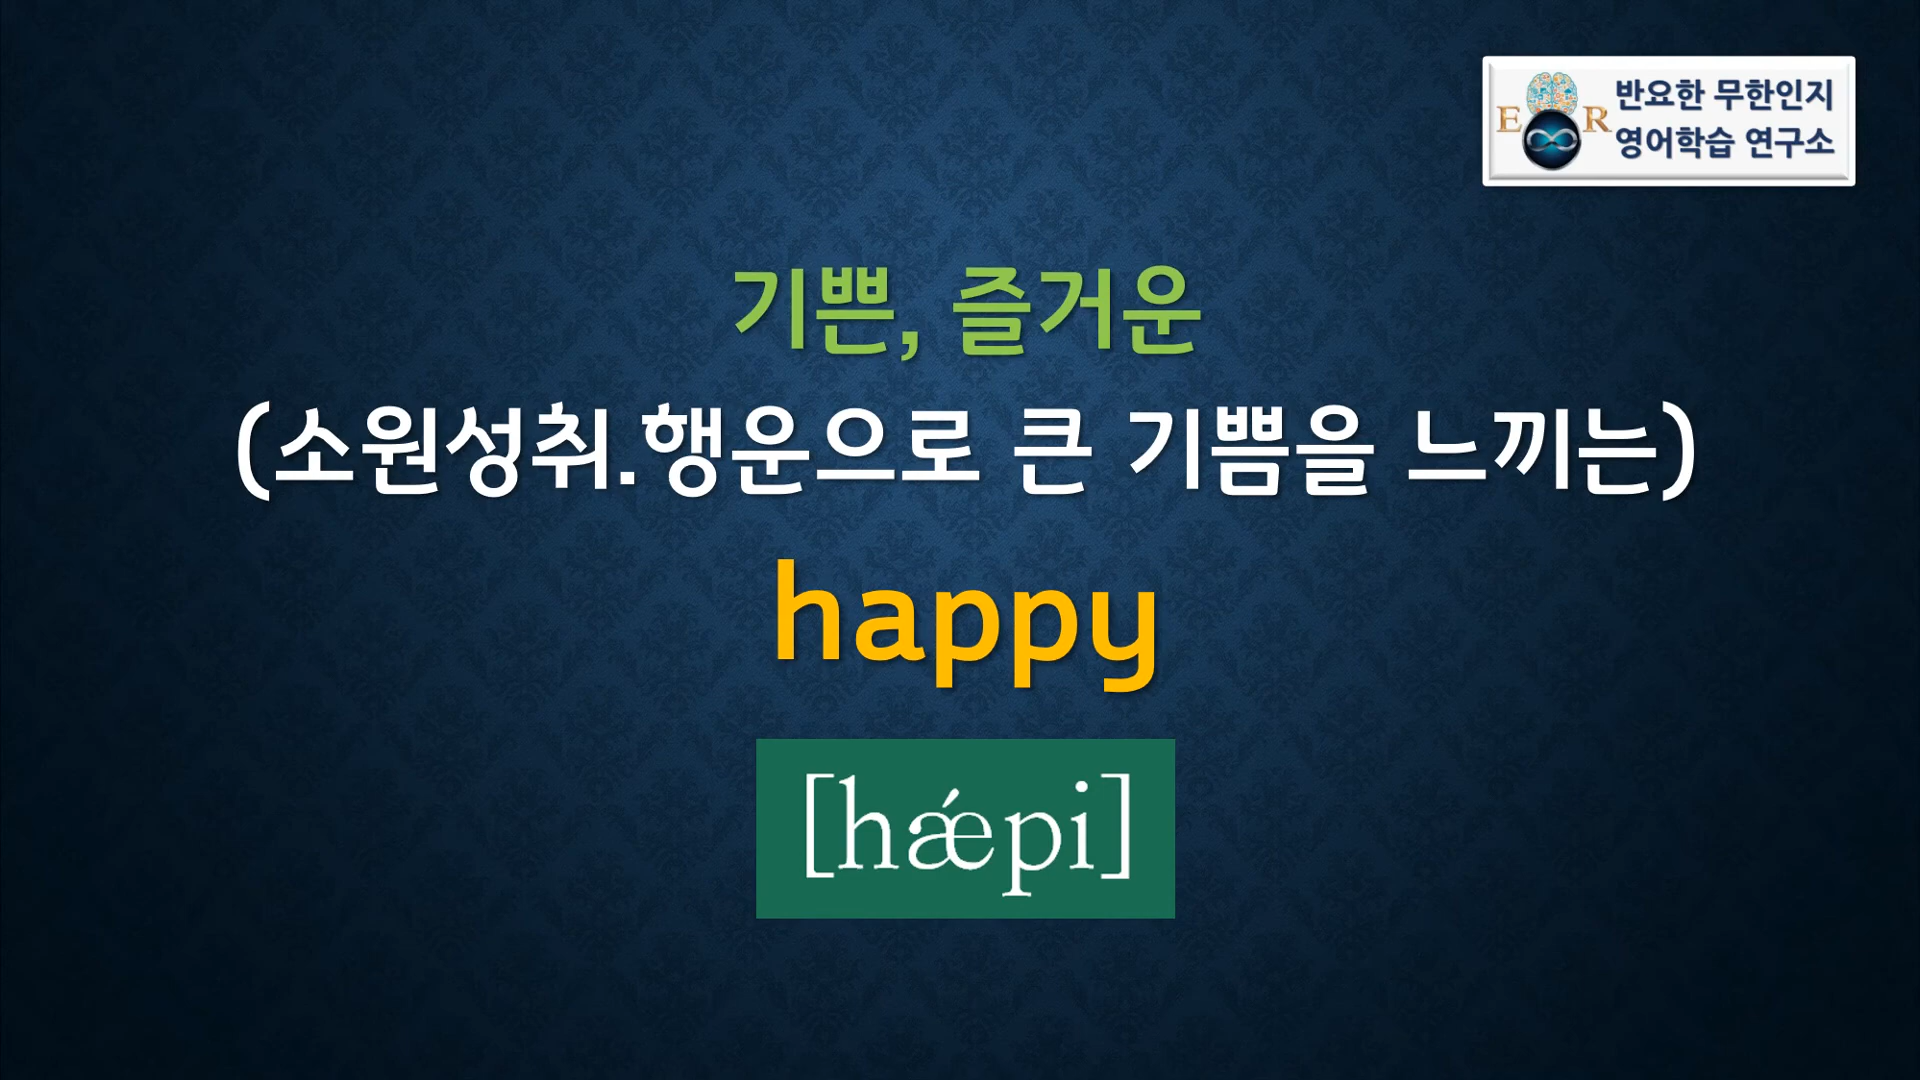 E R 반요한 무한인지
영어학습 연구소
기쁜, 즐거운
(소원성취.행운으로 큰 기쁨을 느끼는)
happy
[hǽpi]